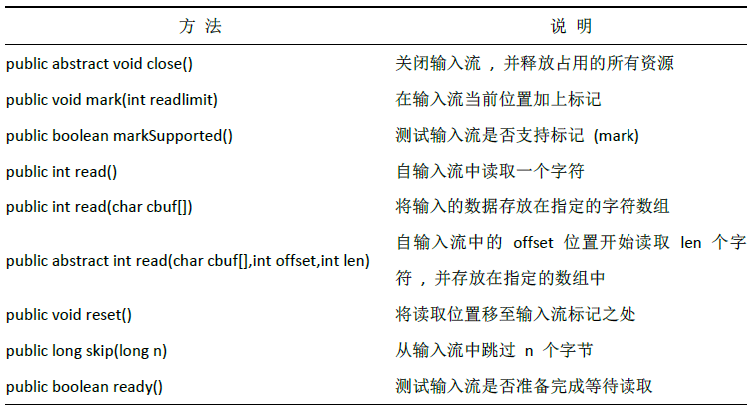 方 法 说 明
public abstract void close() 关闭输入流 , 并释放占用的所有资源
public void mark(int readlimit) 在输入流当前位置加上标记
public boolean markSupported() 测试输入流是否支持标记 (mark)
public int read() 自输入流中读取一个字符
public int read(char cbuf[]) 将输入的数据存放在指定的字符数组
public abstract int read(char cbuf[],int offset,int len) 自输入流中的 offset 位置开始读取 len 个字
符 , 并存放在指定的数组中
public void reset() 将读取位置移至输入流标记之处
public long skip(long n) 从输入流中跳过 n 个字节
public boolean ready() 测试输入流是否准备完成等待读取